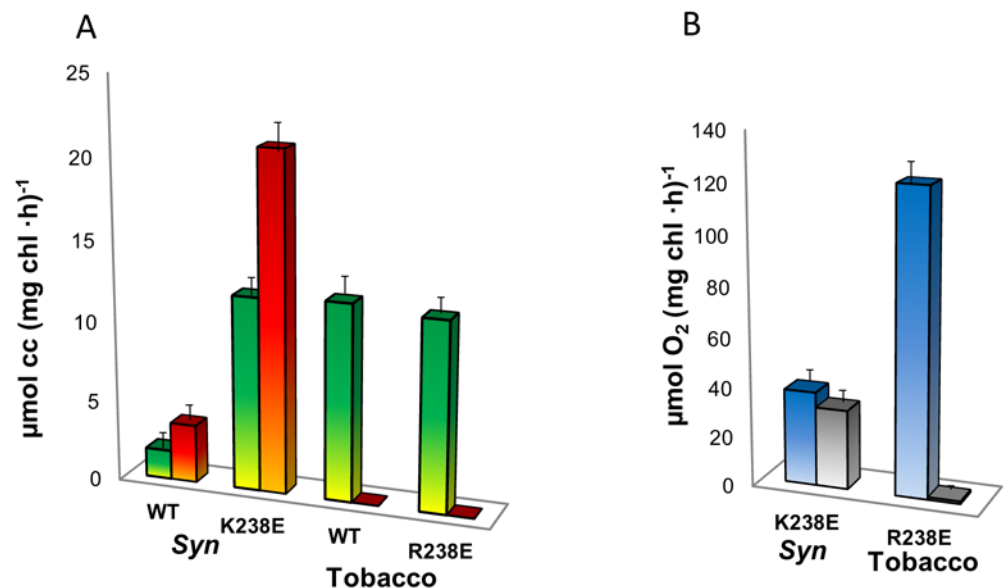 A
µmol cc (mg chl ·h)⁻¹
25
20
15
10
5
0
WT
K238E
WT
R238E
Syn
Tobacco
B
µmol O₂ (mg chl ·h)⁻¹
140
120
100
80
60
40
20
0
K238E
R238E
Syn
Tobacco